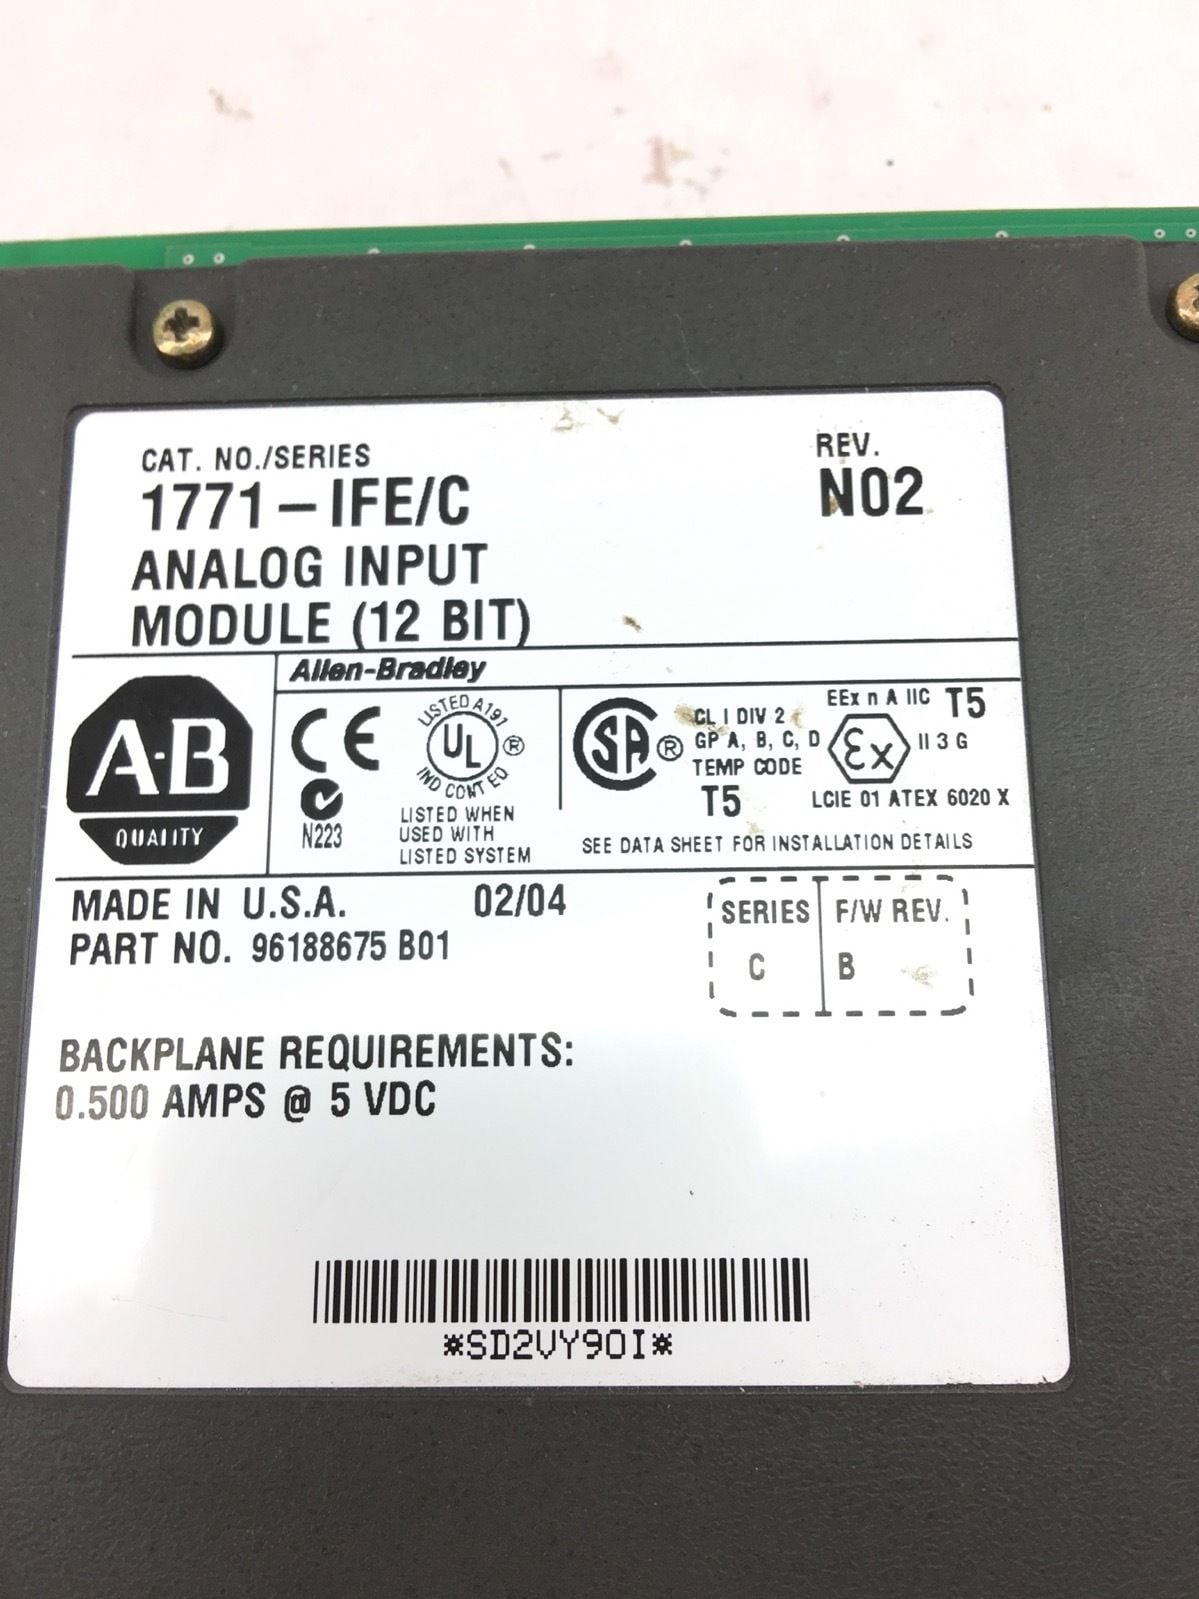 CAT. NO./SERIES
REV.
1771-IFE/C
N02
ANALOG INPUT
MODULE (12 BIT)
Allen-Bradley
A-B
QUALITY
CE
N223
LISTED A191
UL ®
IND CONT EQ
LISTED WHEN
USED WITH
LISTED SYSTEM
SA ®
CL I DIV 2
GP A, B, C, D
TEMP CODE
T5
EEx n A IIC T5
Ex
II 3 G
LCIE 01 ATEX 6020 X
SEE DATA SHEET FOR INSTALLATION DETAILS
MADE IN U.S.A. 02/04
PART NO. 96188675 B01
SERIES F/W REV.
C B
BACKPLANE REQUIREMENTS:
0.500 AMPS @ 5 VDC
*SD2VY90I*